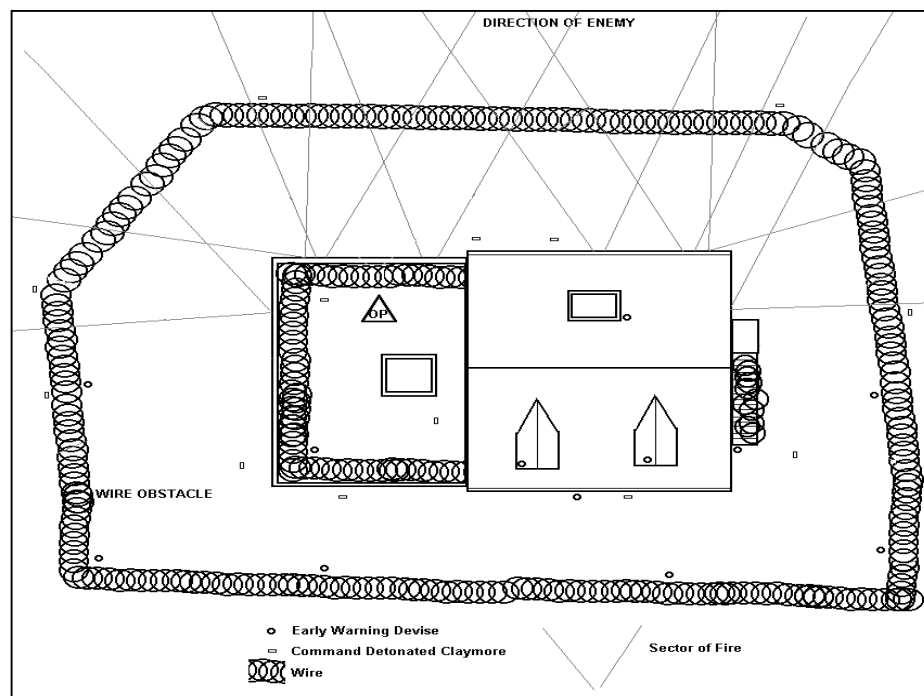 DIRECTION OF ENEMY
OP
WIRE OBSTACLE
Early Warning Devise
Command Detonated Claymore
Wire
Sector of Fire